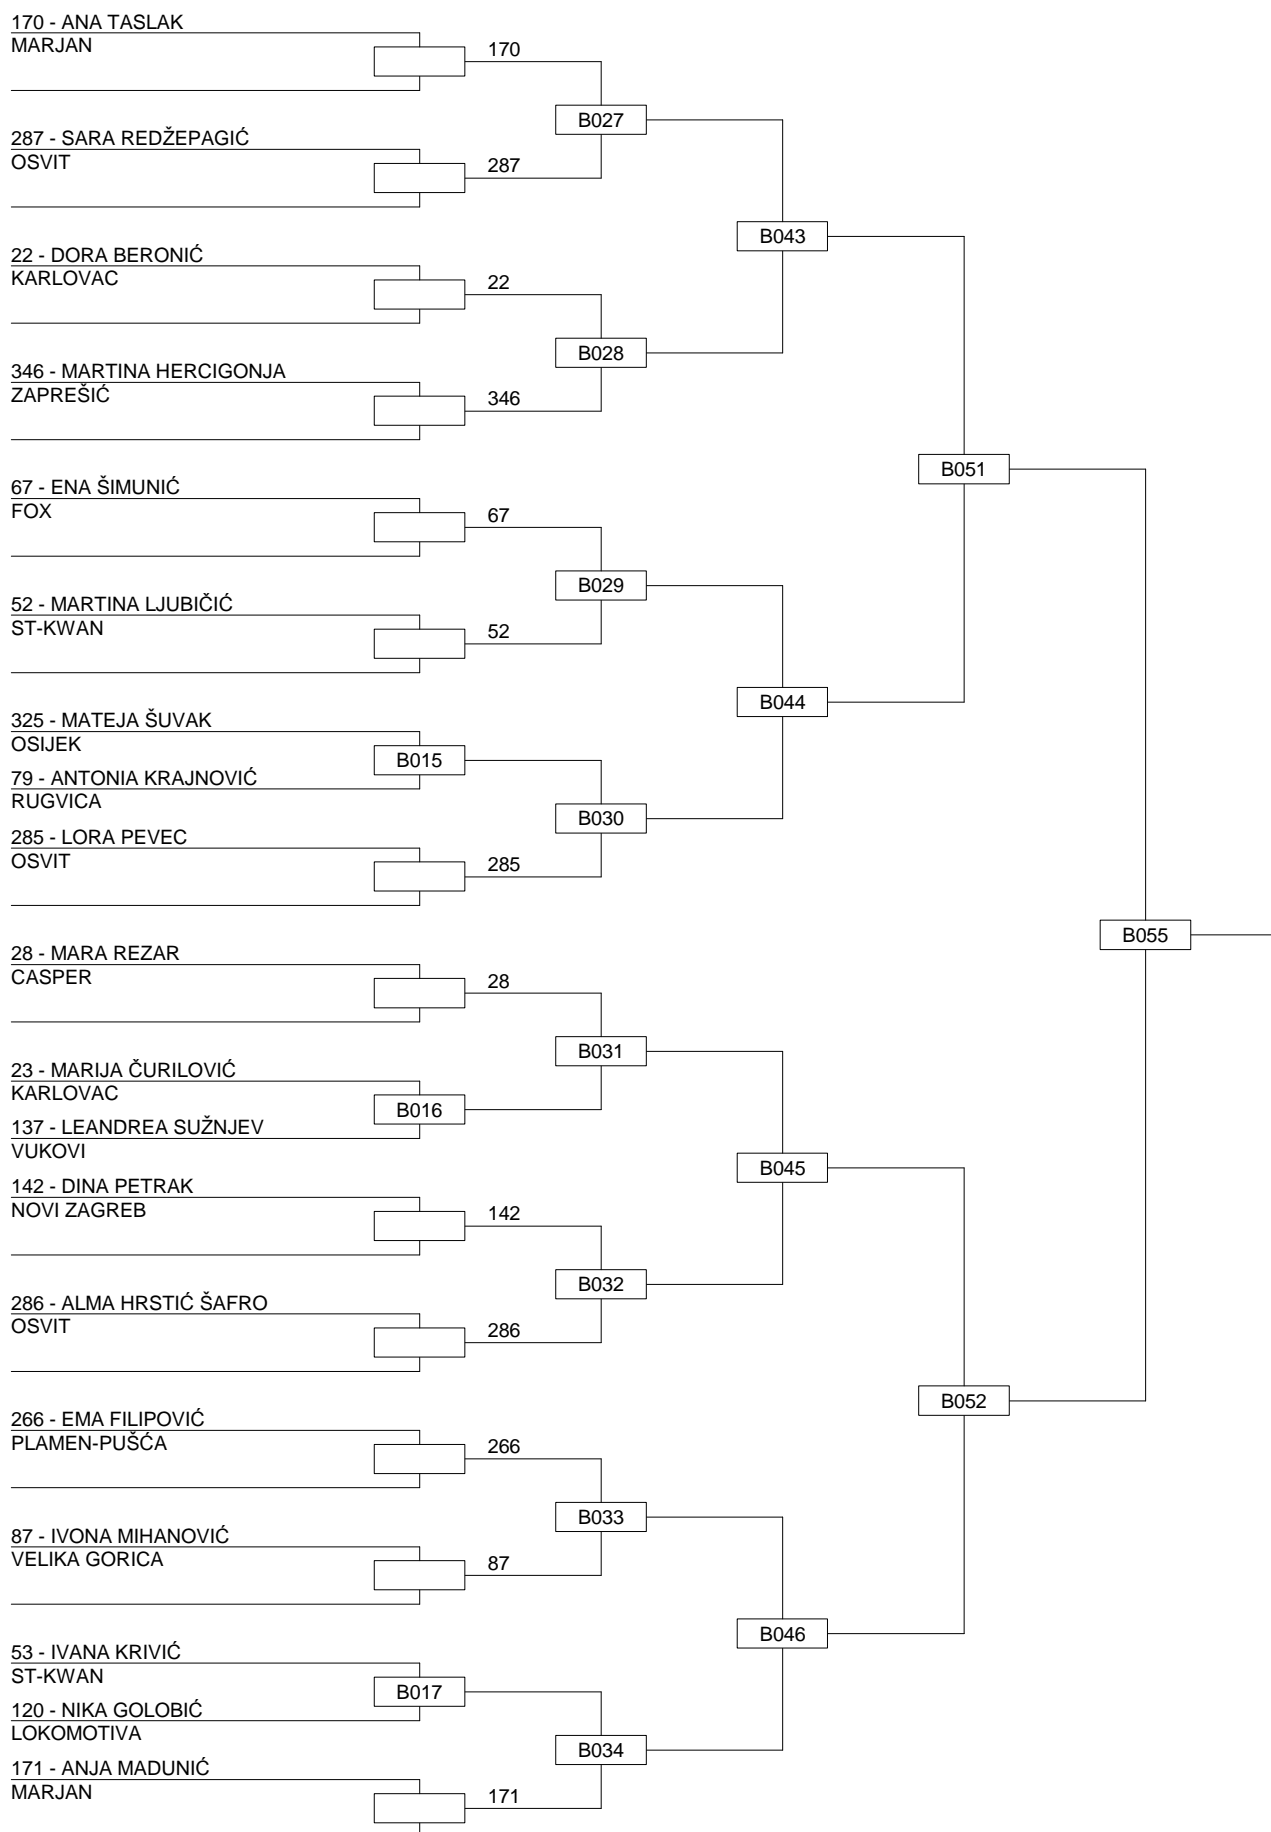 170 - ANA TASLAK
MARJAN
170
B027
287 - SARA REDŽEPAGIĆ
OSVIT
287
B043
22 - DORA BERONIĆ
KARLOVAC
22
B028
346 - MARTINA HERCIGONJA
ZAPREŠIĆ
346
B051
67 - ENA ŠIMUNIĆ
FOX
67
B029
52 - MARTINA LJUBIČIĆ
ST-KWAN
52
B044
325 - MATEJA ŠUVAK
OSIJEK
B015
79 - ANTONIA KRAJNOVIĆ
RUGVICA
B030
285 - LORA PEVEC
OSVIT
285
B055
28 - MARA REZAR
CASPER
28
B031
23 - MARIJA ČURILOVIĆ
KARLOVAC
B016
137 - LEANDREA SUŽNJEV
VUKOVI
B045
142 - DINA PETRAK
NOVI ZAGREB
142
B032
286 - ALMA HRSTIĆ ŠAFRO
OSVIT
286
B052
266 - EMA FILIPOVIĆ
PLAMEN-PUŠĆA
266
B033
87 - IVONA MIHANOVIĆ
VELIKA GORICA
87
B046
53 - IVANA KRIVIĆ
ST-KWAN
B017
120 - NIKA GOLOBIĆ
LOKOMOTIVA
B034
171 - ANJA MADUNIĆ
MARJAN
171